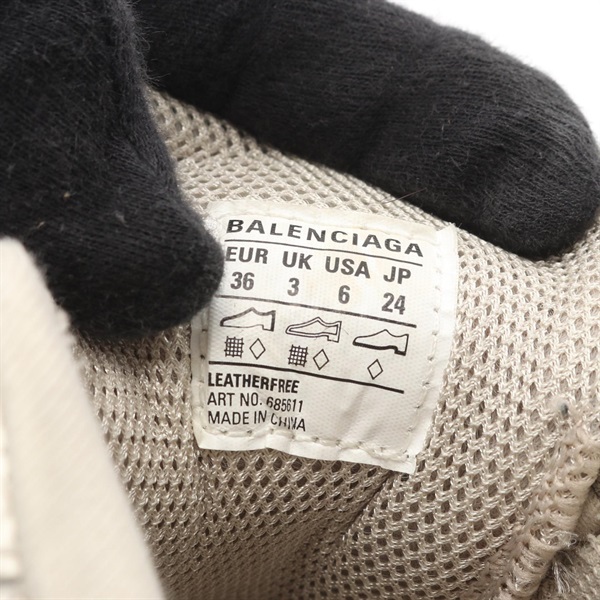 BALENCIAGA
EUR UK USA JP
36 3 6 24
LEATHERFREE
ART NO. 685611
MADE IN CHINA